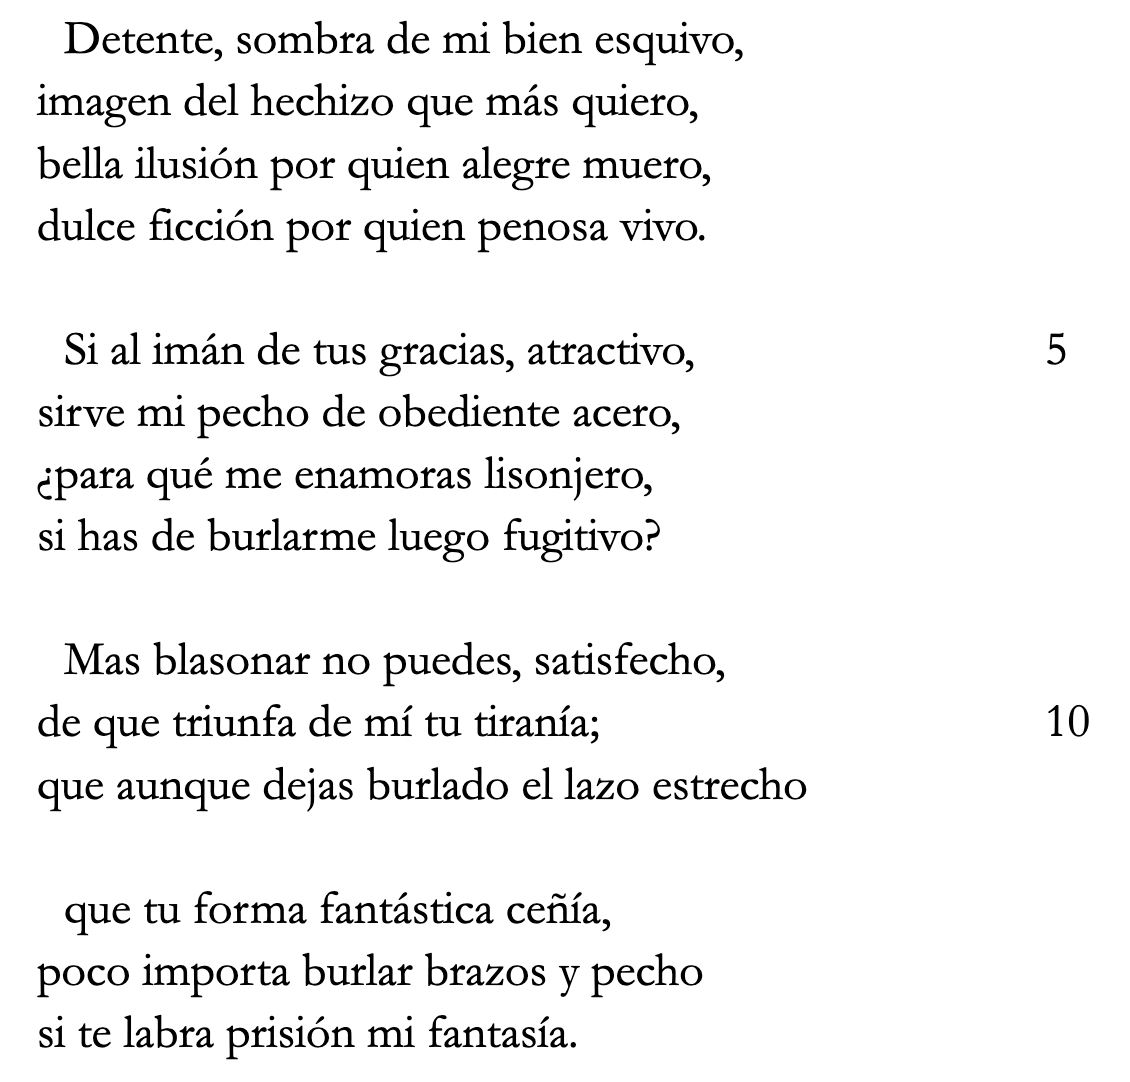 Detente, sombra de mi bien esquivo,
imagen del hechizo que más quiero,
bella ilusión por quien alegre muero,
dulce ficción por quien penosa vivo.
Si al imán de tus gracias, atractivo, 5
sirve mi pecho de obediente acero,
¿para qué me enamoras lisonjero,
si has de burlarme luego fugitivo?
Mas blasonar no puedes, satisfecho,
de que triunfa de mí tu tiranía; 10
que aunque dejas burlado el lazo estrecho
que tu forma fantástica ceñía,
poco importa burlar brazos y pecho
si te labra prisión mi fantasía.